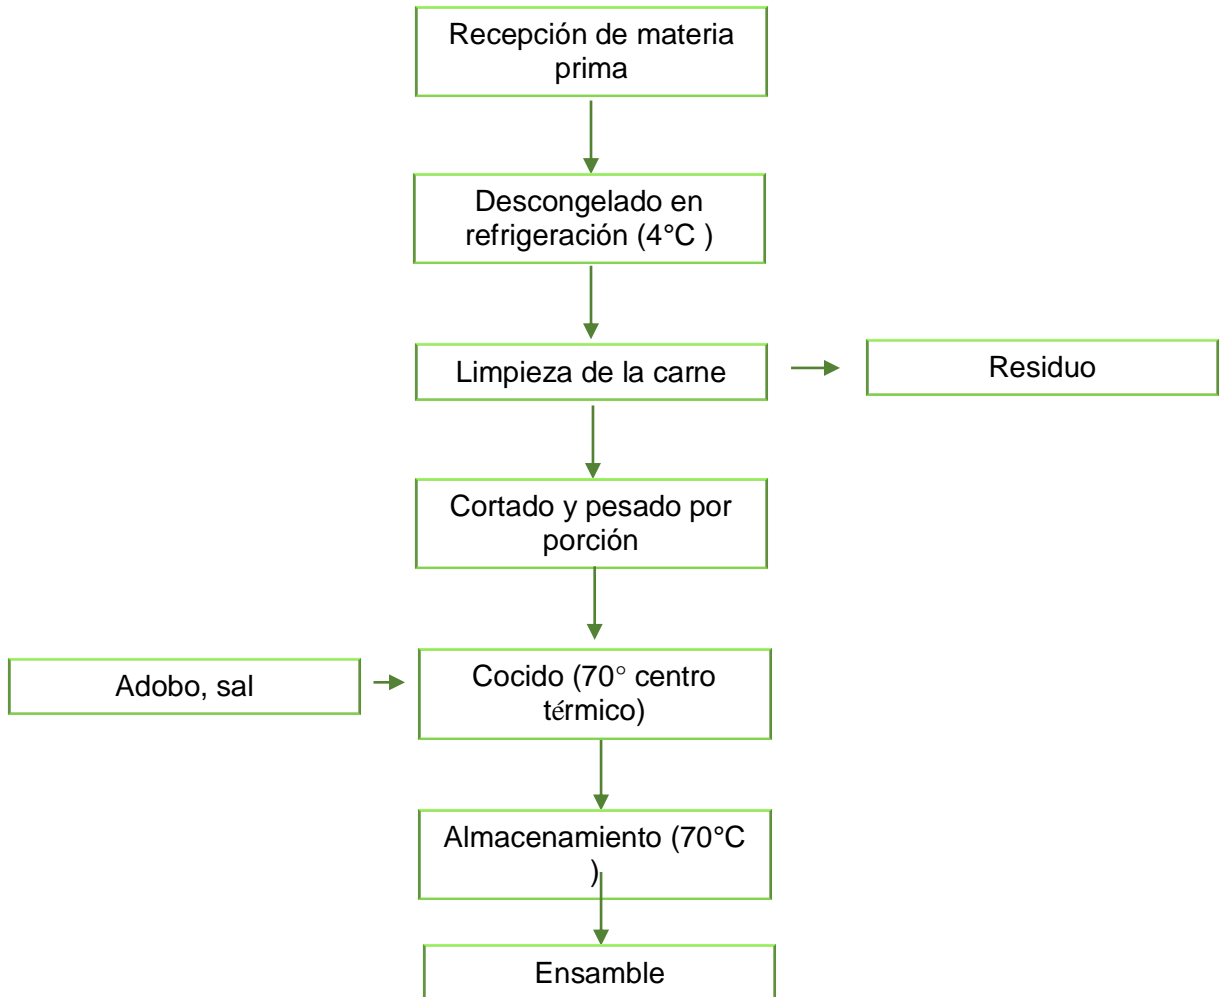 Recepción de materia
prima
Descongelado en
refrigeración (4°C )
Limpieza de la carne
Residuo
Cortado y pesado por
porción
Adobo, sal
Cocido (70° centro
térmico)
Almacenamiento (70°C
)
Ensamble